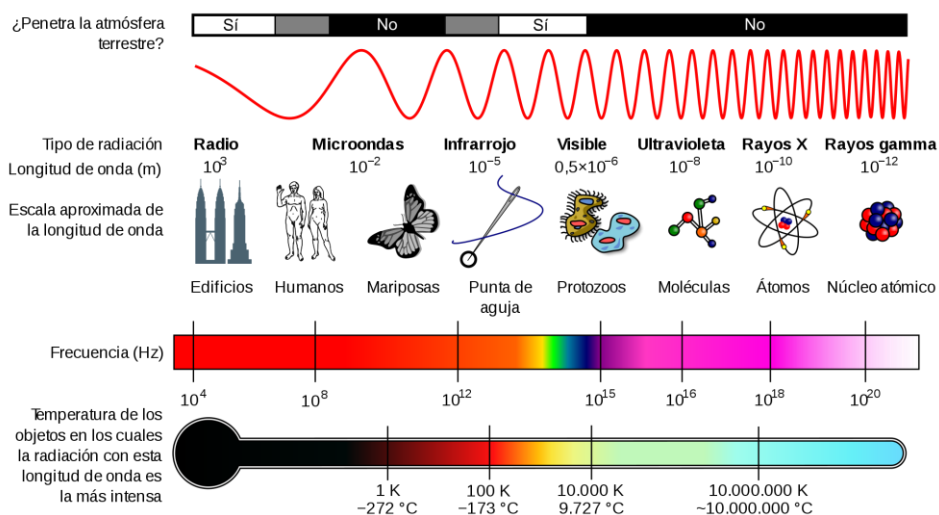 ¿Penetra la atmósfera
terrestre?
Sí No Sí No
Tipo de radiación
Radio Microondas Infrarrojo Visible Ultravioleta Rayos X Rayos gamma
Longitud de onda (m)
10³ 10⁻² 10⁻⁵ 0,5×10⁻⁶ 10⁻⁸ 10⁻¹⁰ 10⁻¹²
Escala aproximada de
la longitud de onda
Edificios Humanos Mariposas Punta de Protozoos Moléculas Átomos Núcleo atómico
aguja
Frecuencia (Hz)
10⁴ 10⁸ 10¹² 10¹⁵ 10¹⁶ 10¹⁸ 10²⁰
Temperatura de los
objetos en los cuales
la radiación con esta
longitud de onda es
la más intensa
1 K 100 K 10.000 K 10.000.000 K
−272 °C −173 °C 9.727 °C ~10.000.000 °C